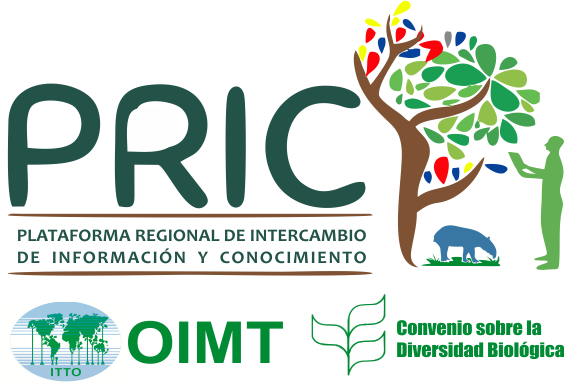 PRIC
PLATAFORMA REGIONAL DE INTERCAMBIO
DE INFORMACIÓN Y CONOCIMIENTO
ITTO
OIMT
Convenio sobre la
Diversidad Biológica